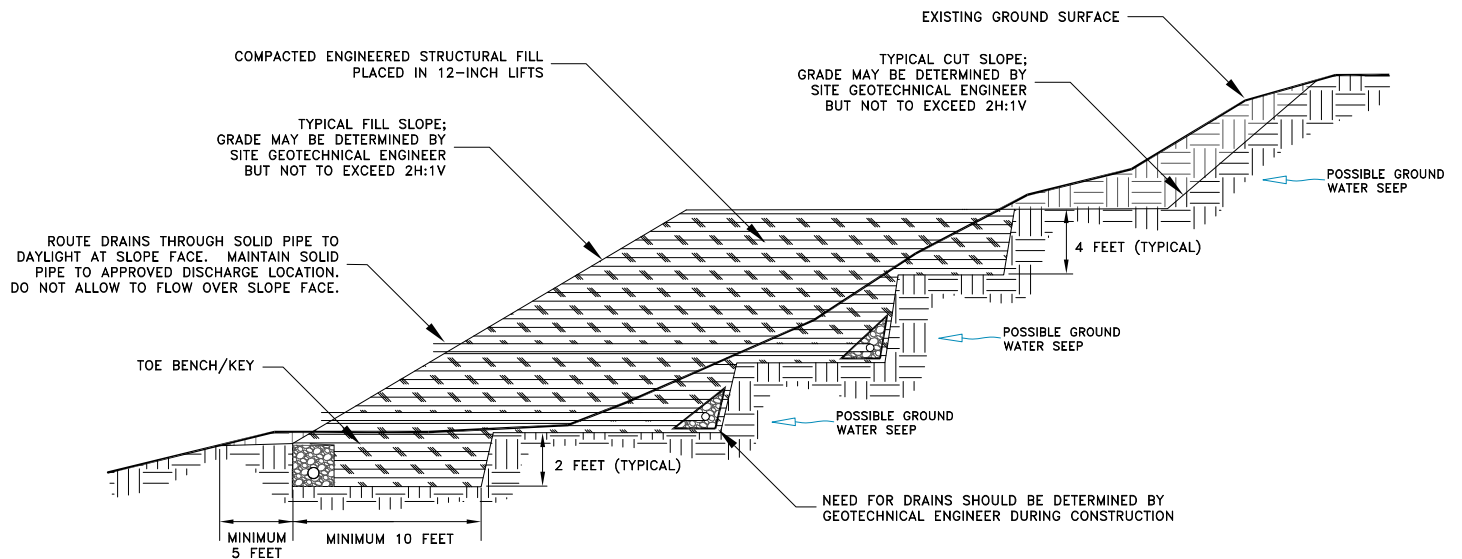 EXISTING GROUND SURFACE
COMPACTED ENGINEERED STRUCTURAL FILL
PLACED IN 12-INCH LIFTS
TYPICAL CUT SLOPE;
GRADE MAY BE DETERMINED BY
SITE GEOTECHNICAL ENGINEER
BUT NOT TO EXCEED 2H:1V
TYPICAL FILL SLOPE;
GRADE MAY BE DETERMINED BY
SITE GEOTECHNICAL ENGINEER
BUT NOT TO EXCEED 2H:1V
POSSIBLE GROUND
WATER SEEP
ROUTE DRAINS THROUGH SOLID PIPE TO
DAYLIGHT AT SLOPE FACE. MAINTAIN SOLID
PIPE TO APPROVED DISCHARGE LOCATION.
DO NOT ALLOW TO FLOW OVER SLOPE FACE.
4 FEET (TYPICAL)
POSSIBLE GROUND
WATER SEEP
TOE BENCH/KEY
POSSIBLE GROUND
WATER SEEP
2 FEET (TYPICAL)
NEED FOR DRAINS SHOULD BE DETERMINED BY
GEOTECHNICAL ENGINEER DURING CONSTRUCTION
MINIMUM
5 FEET
MINIMUM 10 FEET